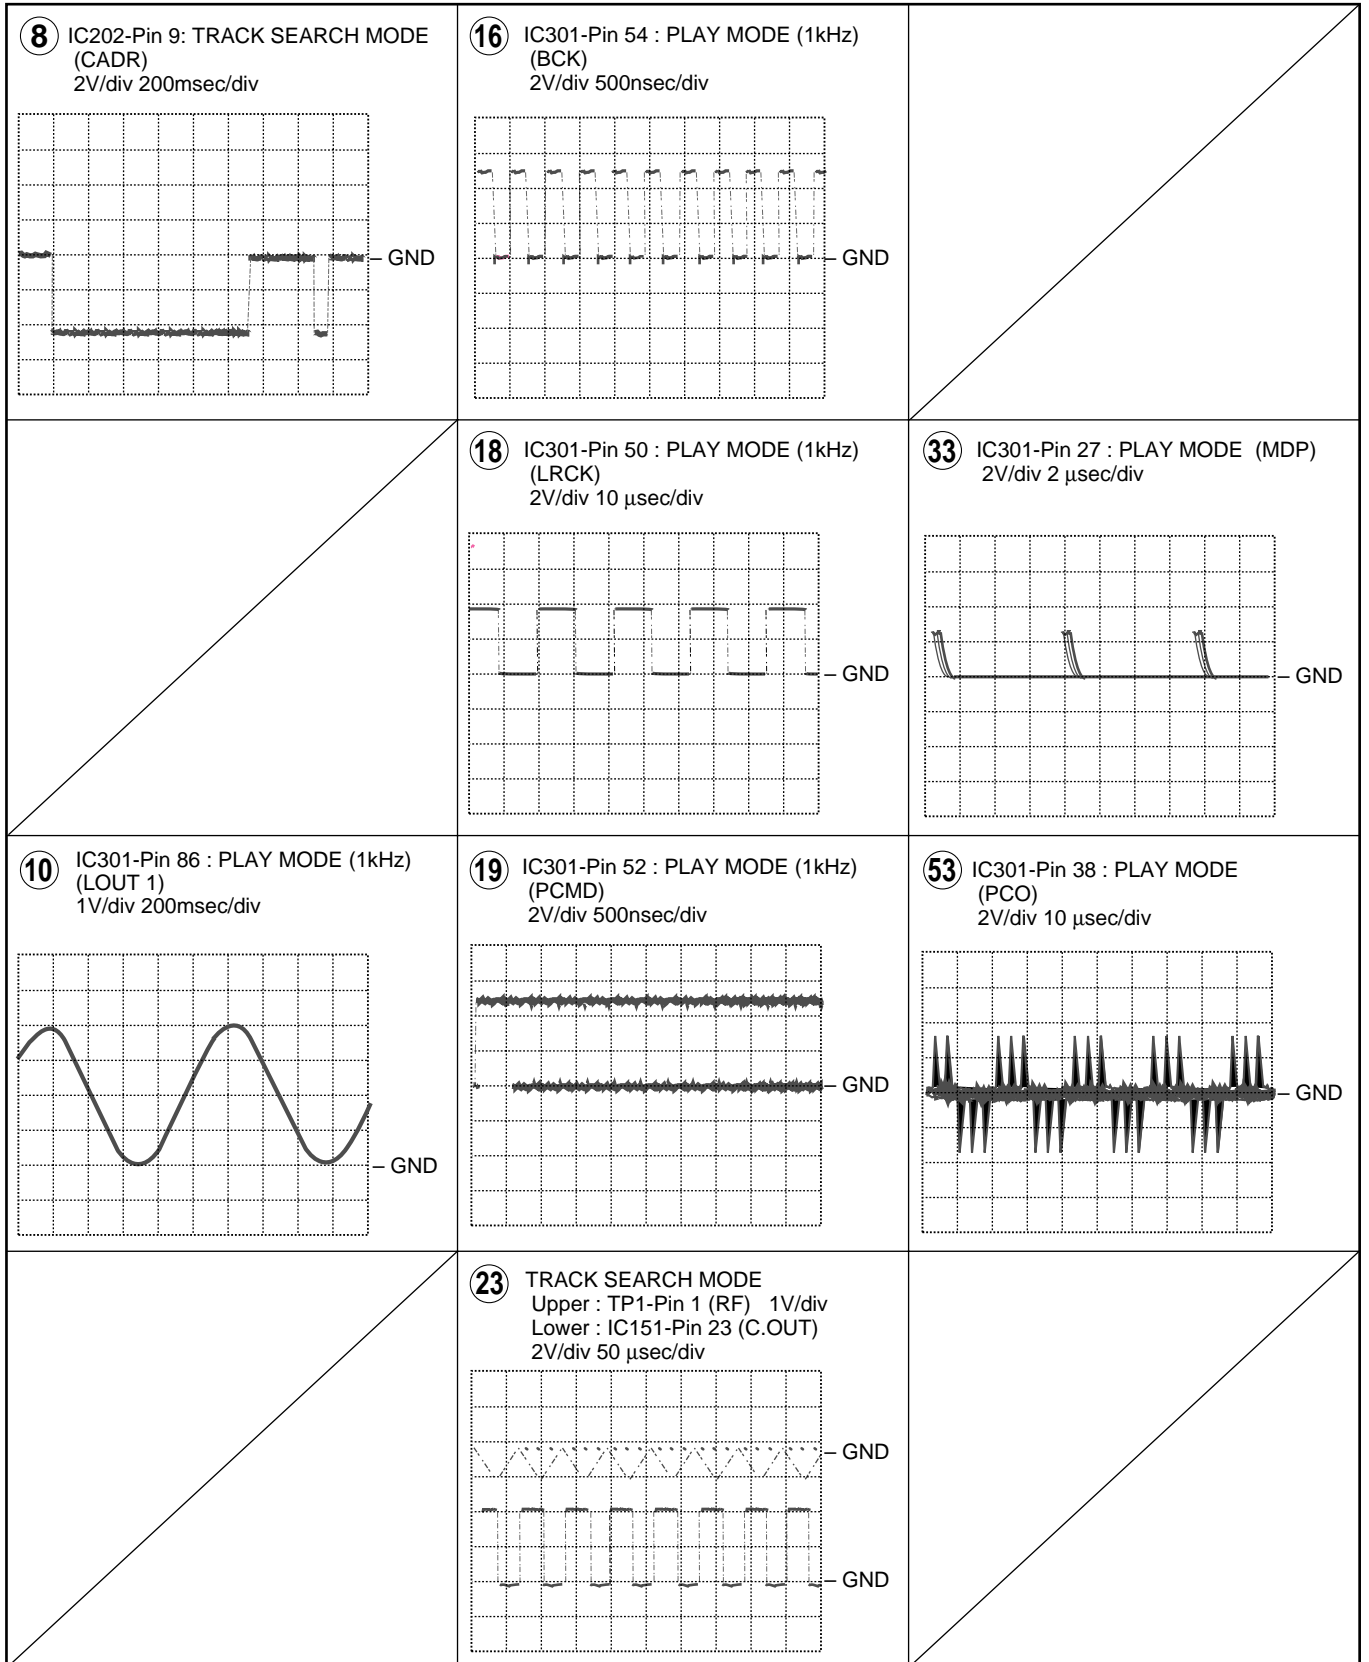 8 IC202-Pin 9: TRACK SEARCH MODE
(CADR)
2V/div 200msec/div
– GND
16 IC301-Pin 54 : PLAY MODE (1kHz)
(BCK)
2V/div 500nsec/div
– GND
18 IC301-Pin 50 : PLAY MODE (1kHz)
(LRCK)
2V/div 10 µsec/div
– GND
33 IC301-Pin 27 : PLAY MODE (MDP)
2V/div 2 µsec/div
– GND
10 IC301-Pin 86 : PLAY MODE (1kHz)
(LOUT 1)
1V/div 200msec/div
– GND
19 IC301-Pin 52 : PLAY MODE (1kHz)
(PCMD)
2V/div 500nsec/div
– GND
53 IC301-Pin 38 : PLAY MODE
(PCO)
2V/div 10 µsec/div
– GND
23 TRACK SEARCH MODE
Upper : TP1-Pin 1 (RF) 1V/div
Lower : IC151-Pin 23 (C.OUT)
2V/div 50 µsec/div
– GND
– GND